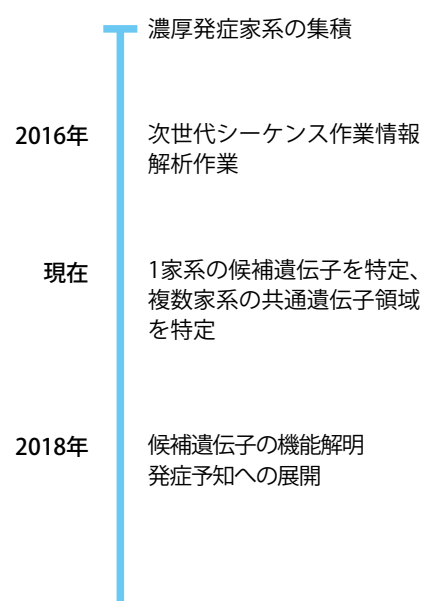 濃厚発症家系の集積
2016年
次世代シーケンス作業情報
解析作業
現在
1家系の候補遺伝子を特定、
複数家系の共通遺伝子領域
を特定
2018年
候補遺伝子の機能解明
発症予知への展開